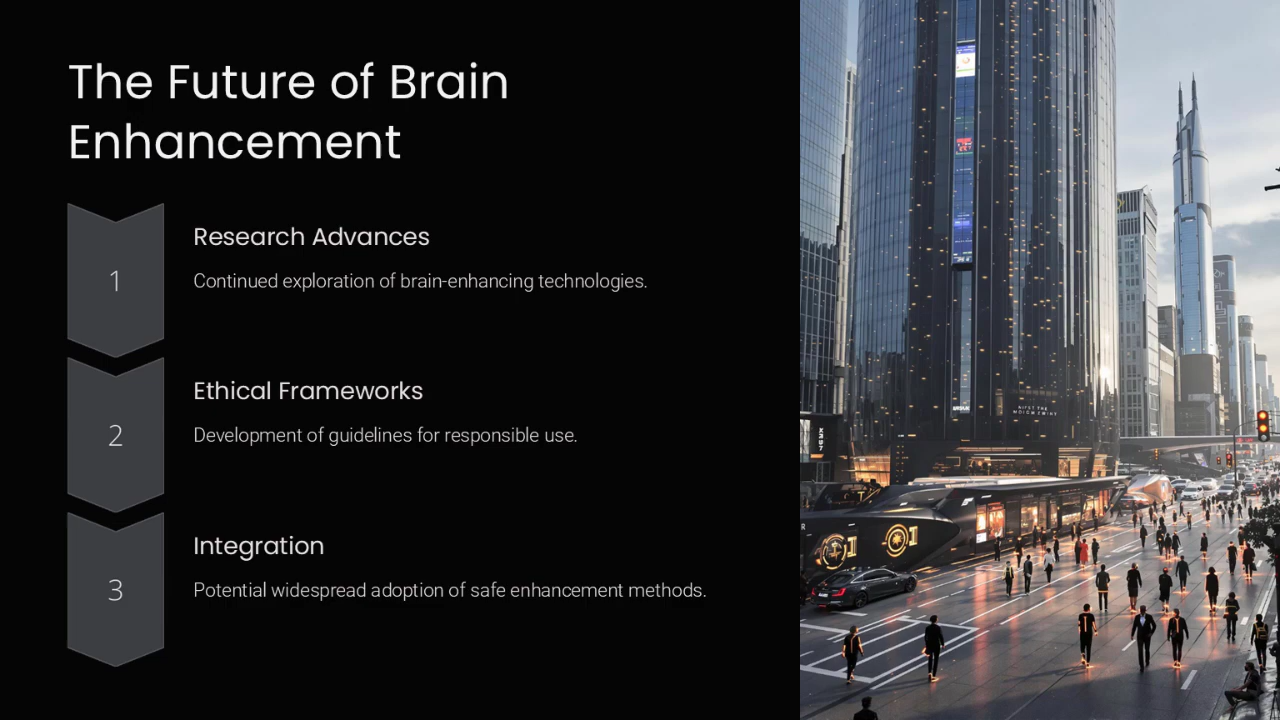 The Future of Brain
Enhancement
1
Research Advances
Continued exploration of brain-enhancing technologies.
2
Ethical Frameworks
Development of guidelines for responsible use.
3
Integration
Potential widespread adoption of safe enhancement methods.